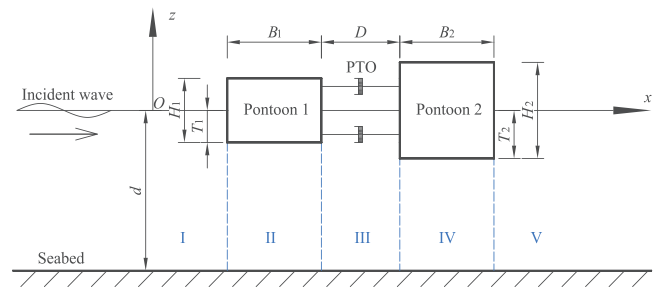 z
B1
D
B2
PTO
Incident wave
O
H1
T1
Pontoon 1
Pontoon 2
T2
H2
x
d
I
II
III
IV
V
Seabed